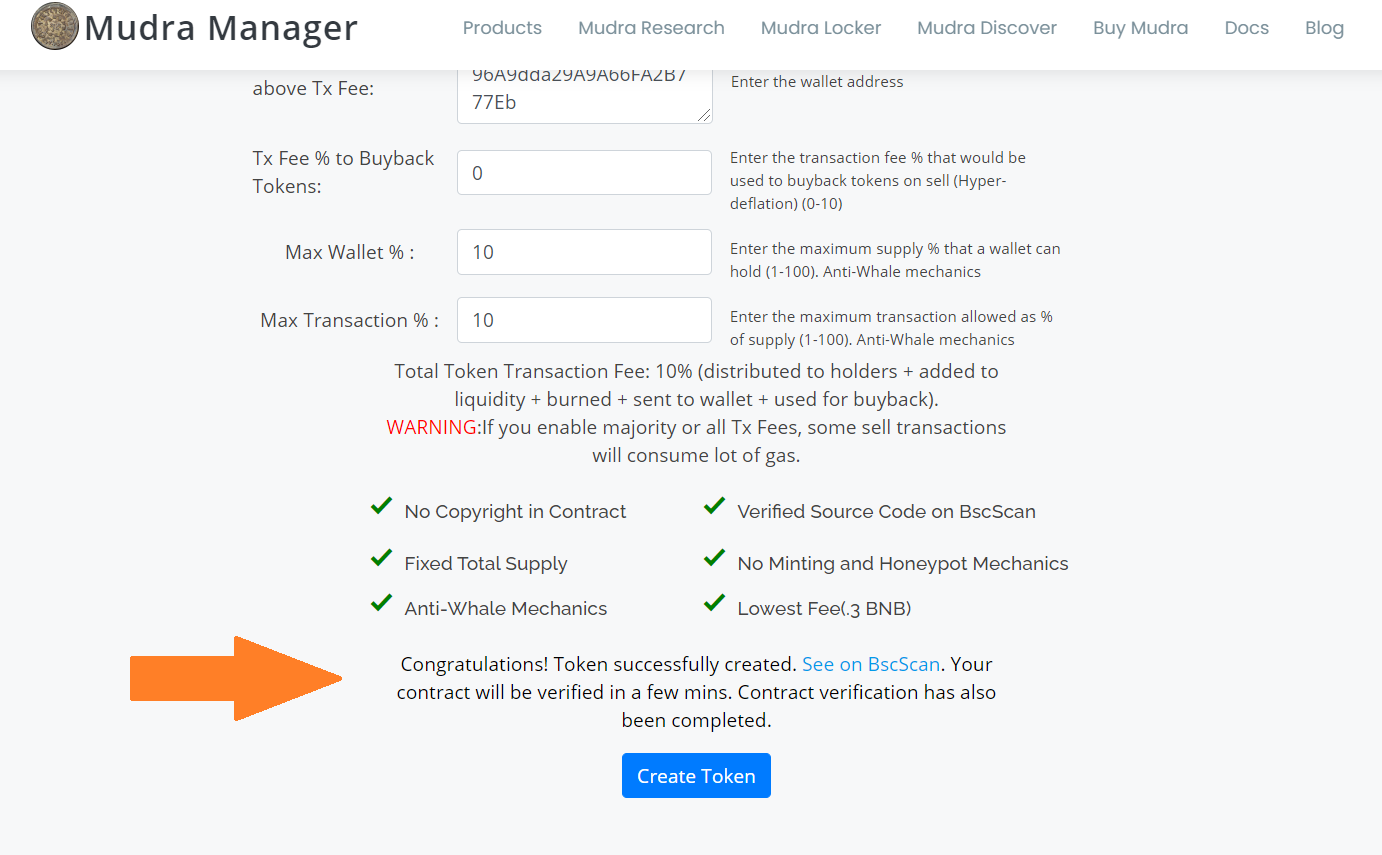 Mudra Manager
Products Mudra Research Mudra Locker Mudra Discover Buy Mudra Docs Blog
above Tx Fee:
96A9dda29A9A66FA2B7
77Eb
Enter the wallet address
Tx Fee % to Buyback
Tokens:
0
Enter the transaction fee % that would be
used to buyback tokens on sell (Hyper-
deflation) (0-10)
Max Wallet % :
10
Enter the maximum supply % that a wallet can
hold (1-100). Anti-Whale mechanics
Max Transaction % :
10
Enter the maximum transaction allowed as %
of supply (1-100). Anti-Whale mechanics
Total Token Transaction Fee: 10% (distributed to holders + added to
liquidity + burned + sent to wallet + used for buyback).
WARNING:If you enable majority or all Tx Fees, some sell transactions
will consume lot of gas.
No Copyright in Contract
Verified Source Code on BscScan
Fixed Total Supply
No Minting and Honeypot Mechanics
Anti-Whale Mechanics
Lowest Fee(.3 BNB)
Congratulations! Token successfully created. See on BscScan. Your
contract will be verified in a few mins. Contract verification has also
been completed.
Create Token